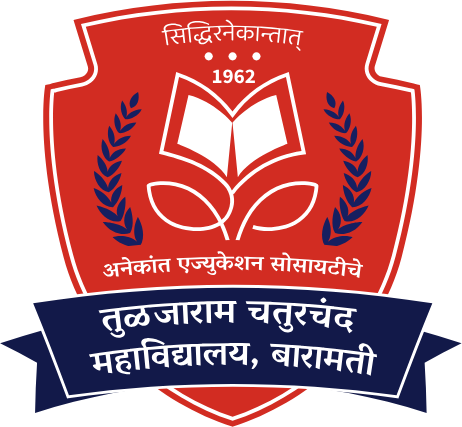 सिद्धिरनेकान्तात्
1962
अनेकांत एज्युकेशन सोसायटीचे
तुळजाराम चतुरचंद
महाविद्यालय, बारामती